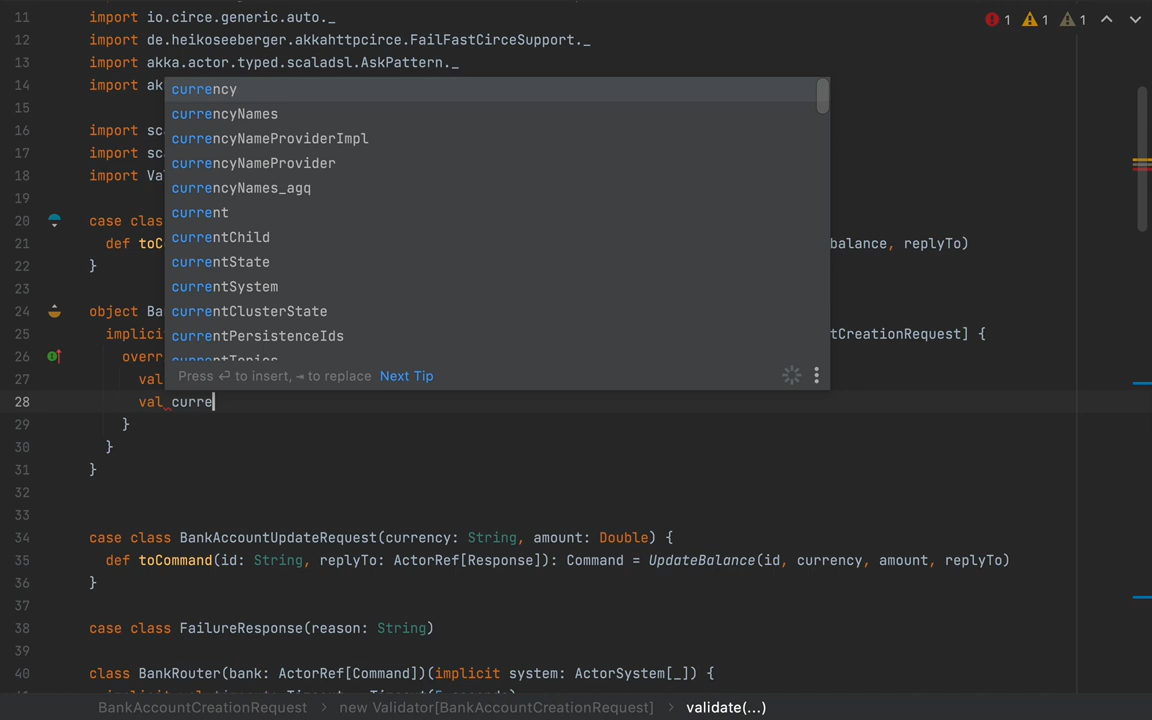 11 import io.circe.generic.auto._
12 import de.heikoseeberger.akkahttpcirce.FailFastCirceSupport._
13 import akka.actor.typed.scaladsl.AskPattern._
14 import ak
15
16 import sc
17 import sc
18 import Va
19
20 case clas
21 def toC balance, replyTo)
22 }
23
24 object Ba
25 implici tCreationRequest] {
26 overr
27 val
28 val curre
29 }
30 }
31 }
32
33
34 case class BankAccountUpdateRequest(currency: String, amount: Double) {
35 def toCommand(id: String, replyTo: ActorRef[Response]): Command = UpdateBalance(id, currency, amount, replyTo)
36 }
37
38 case class FailureResponse(reason: String)
39
40 class BankRouter(bank: ActorRef[Command])(implicit system: ActorSystem[_]) {
1 1 1
currency
currencyNames
currencyNameProviderImpl
currencyNameProvider
currencyNames_agq
current
currentChild
currentState
currentSystem
currentClusterState
currentPersistenceIds
currentTopics
Press ⏎ to insert, ⇥ to replace Next Tip
BankAccountCreationRequest > new Validator[BankAccountCreationRequest] > validate(...)